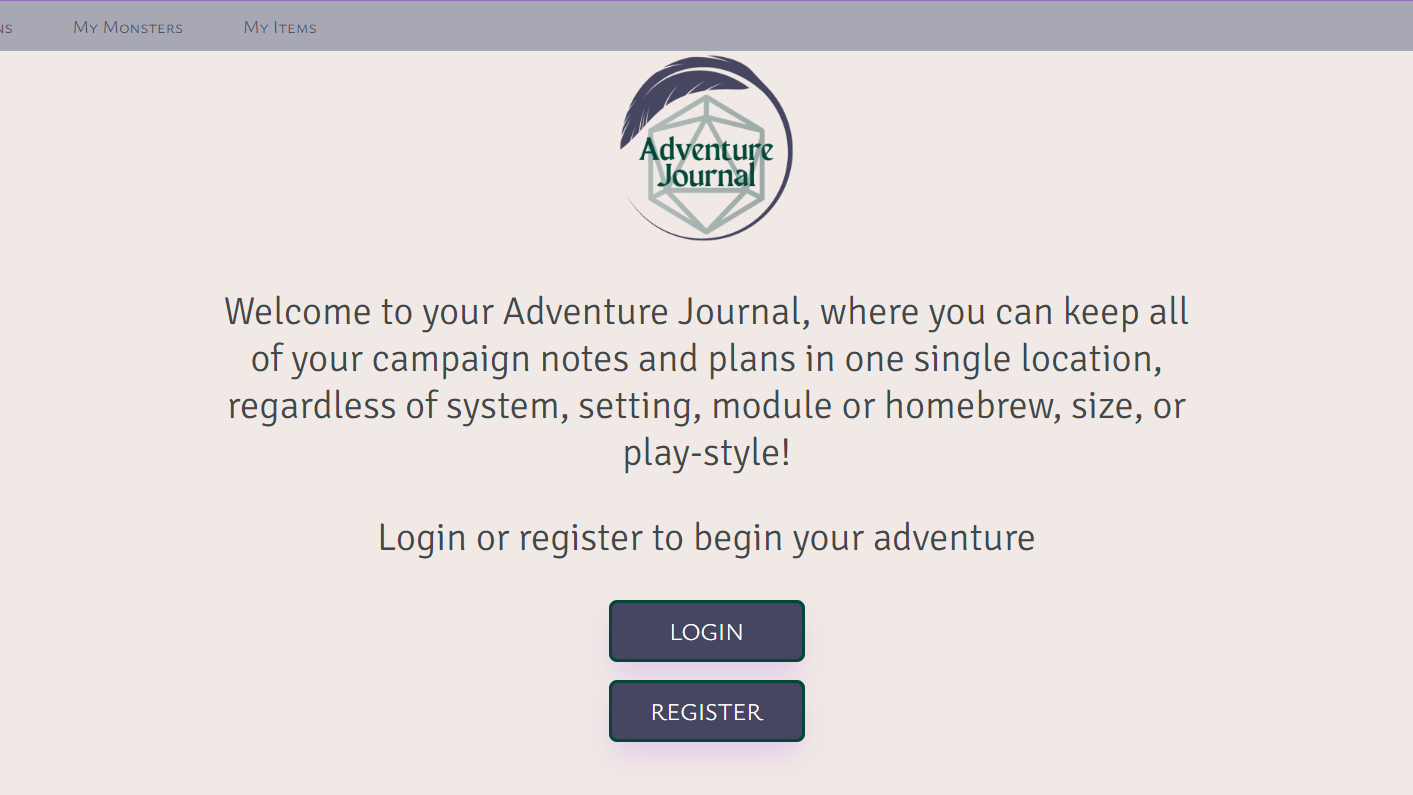 My Monsters
My Items
Adventure
Journal
Welcome to your Adventure Journal, where you can keep all
of your campaign notes and plans in one single location,
regardless of system, setting, module or homebrew, size, or
play-style!
Login or register to begin your adventure
LOGIN
REGISTER